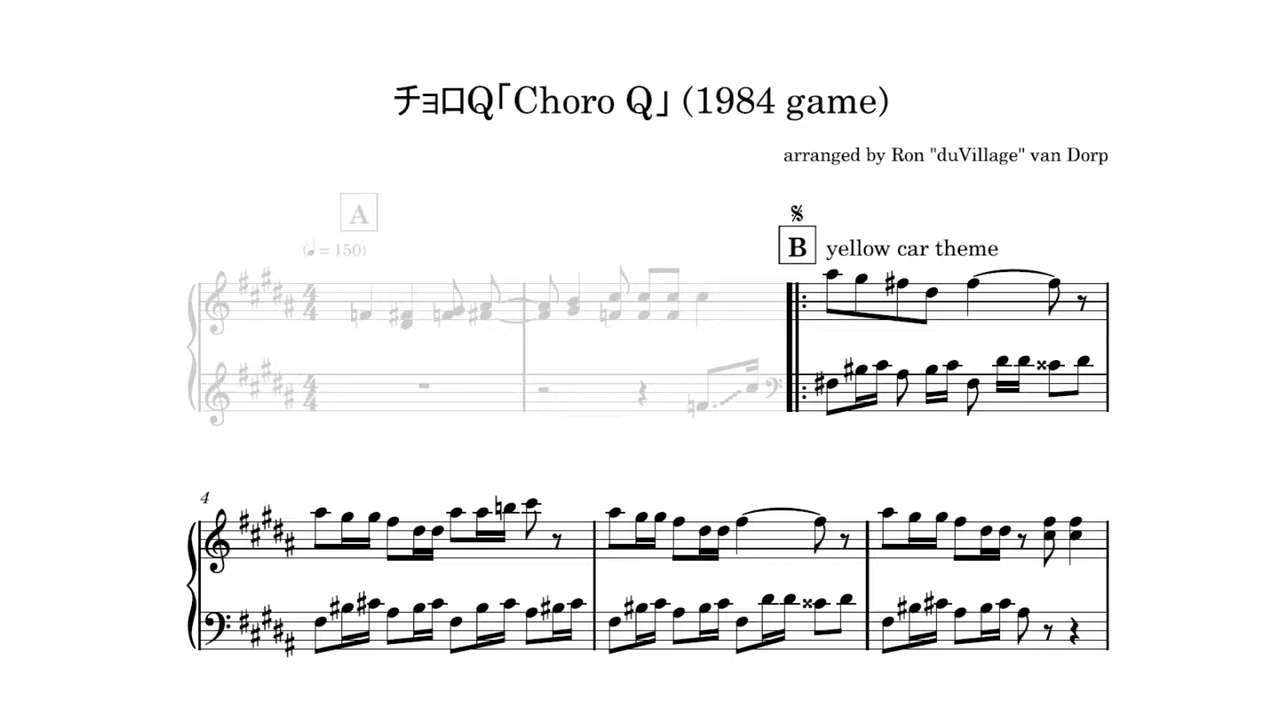 チョロQ「Choro Q」 (1984 game)
arranged by Ron "duVillage" van Dorp
A
(♩ = 150)
B yellow car theme
4